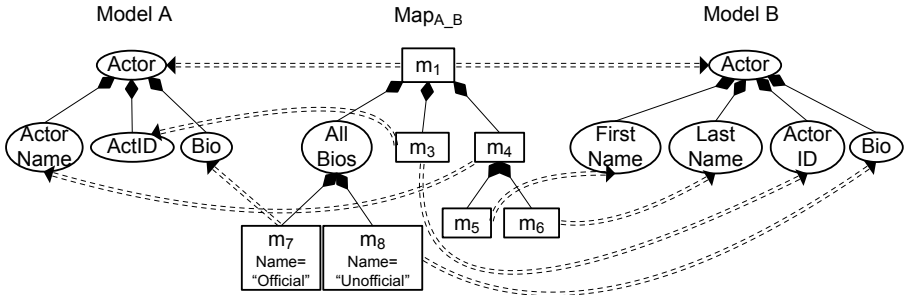 Model A
Map A_B
Model B
Actor
m1
Actor
Actor
Name
ActID
Bio
All
Bios
m3
m4
First
Name
Last
Name
Actor
ID
Bio
m5
m6
m7
Name=
“Official”
m8
Name=
“Unofficial”